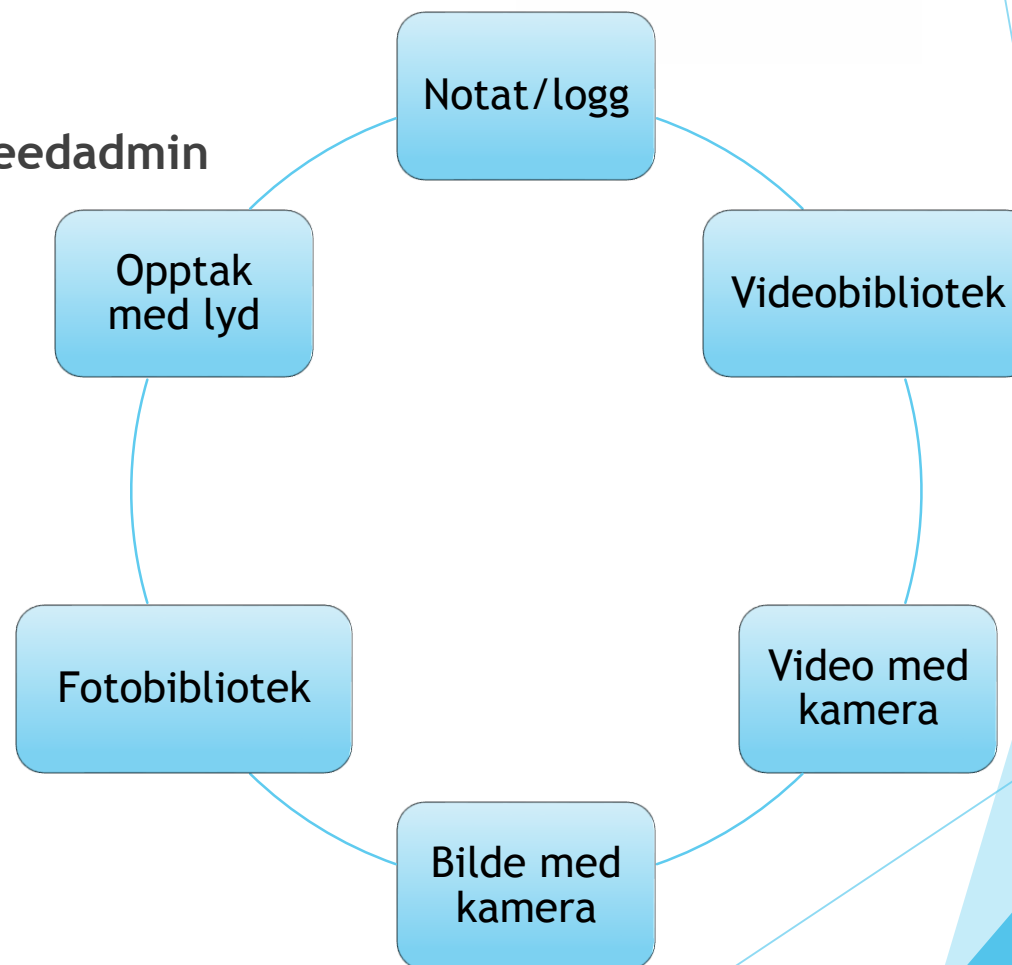 Notat/logg
eedadmin
Opptak
med lyd
Videobibliotek
Fotobibliotek
Video med
kamera
Bilde med
kamera